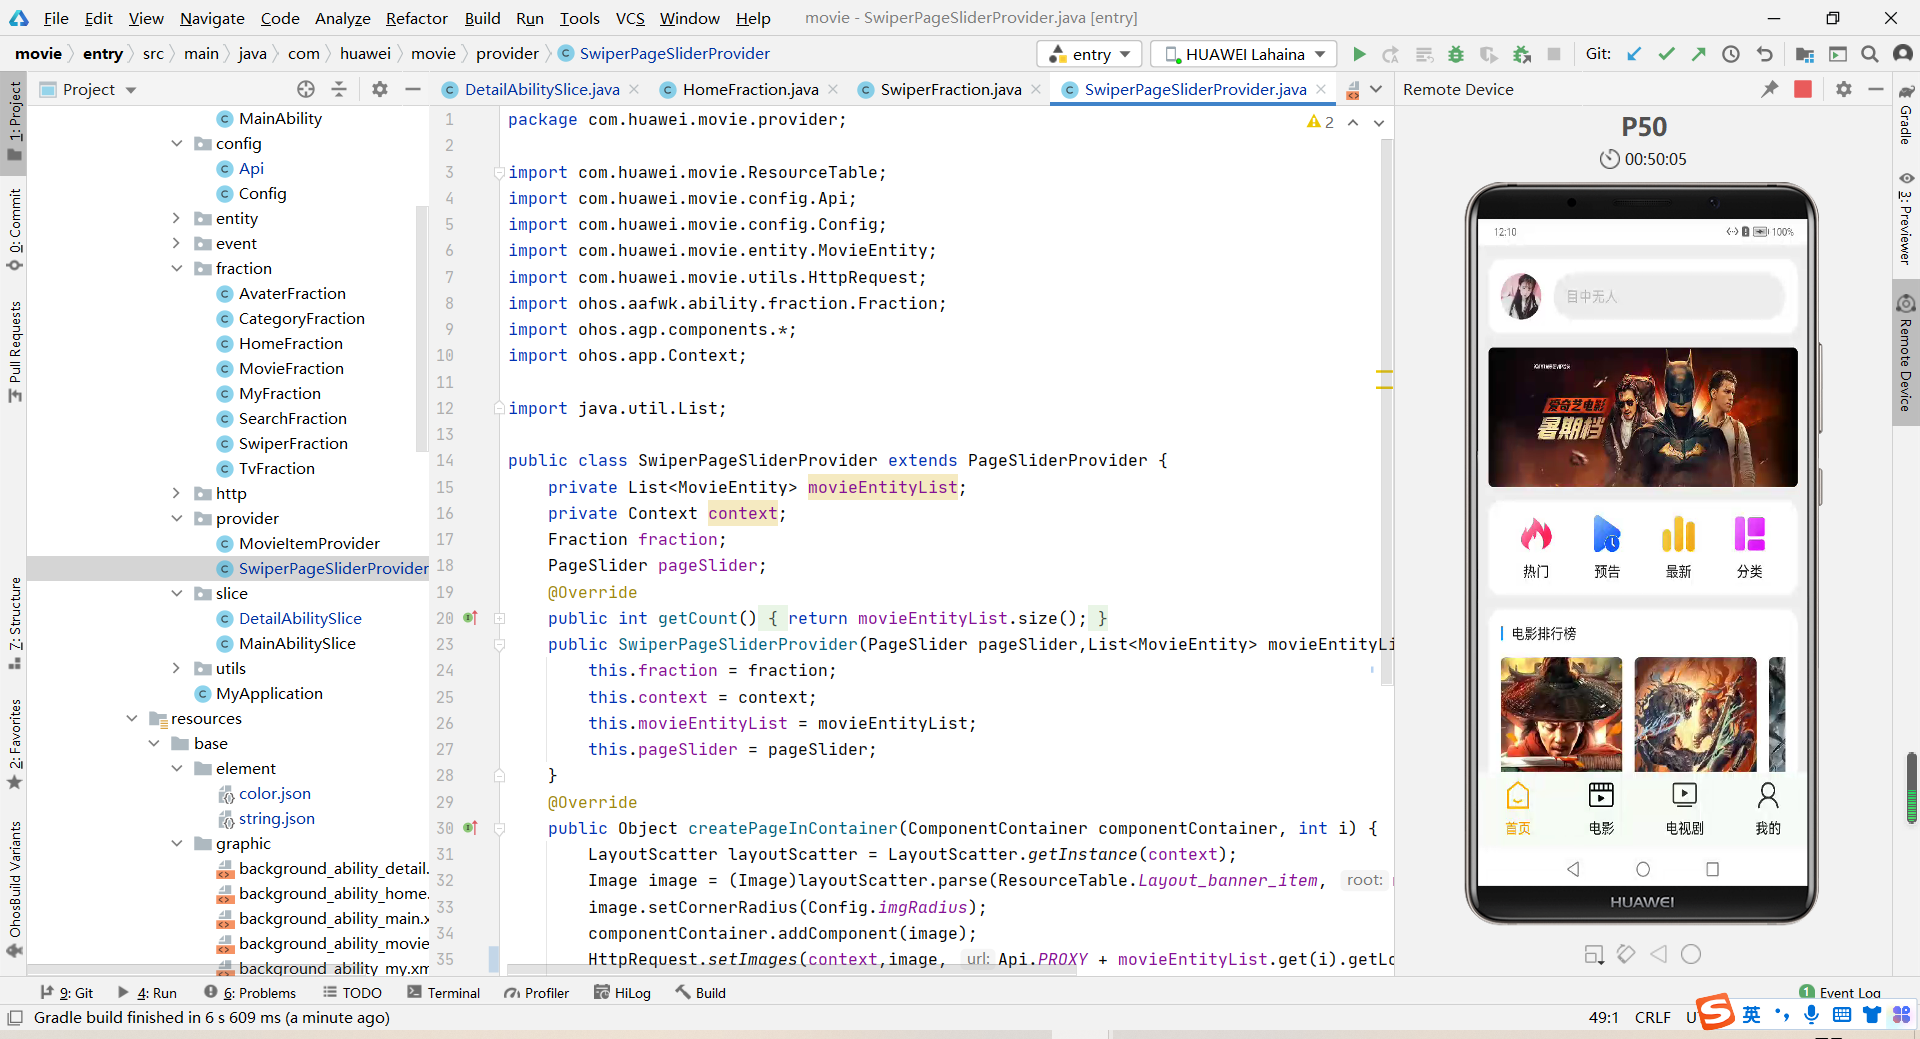 File Edit View Navigate Code Analyze Refactor Build Run Tools VCS Window Help movie - SwiperPageSliderProvider.java [entry]
movie entry src main java com huawei movie provider SwiperPageSliderProvider entry HUAWEI Lahaina Git:
Project
DetailAbilitySlice.java HomeFraction.java SwiperFraction.java SwiperPageSliderProvider.java
Remote Device
1: Project
0: Commit
Pull Requests
7: Structure
2: Favorites
OhosBuild Variants
MainAbility
config
Api
Config
entity
event
fraction
AvaterFraction
CategoryFraction
HomeFraction
MovieFraction
MyFraction
SearchFraction
SwiperFraction
TvFraction
http
provider
MovieItemProvider
SwiperPageSliderProvider
slice
DetailAbilitySlice
MainAbilitySlice
utils
MyApplication
resources
base
element
color.json
string.json
graphic
background_ability_detail.
background_ability_home.
background_ability_main.x
background_ability_movie
background_ability_my.xm
2
1 package com.huawei.movie.provider;
2
3 import com.huawei.movie.ResourceTable;
4 import com.huawei.movie.config.Api;
5 import com.huawei.movie.config.Config;
6 import com.huawei.movie.entity.MovieEntity;
7 import com.huawei.movie.utils.HttpRequest;
8 import ohos.aafwk.ability.fraction.Fraction;
9 import ohos.agp.components.*;
10 import ohos.app.Context;
11
12 import java.util.List;
13
14 public class SwiperPageSliderProvider extends PageSliderProvider {
15 private List<MovieEntity> movieEntityList;
16 private Context context;
17 Fraction fraction;
18 PageSlider pageSlider;
19 @Override
20 public int getCount() { return movieEntityList.size(); }
23 public SwiperPageSliderProvider(PageSlider pageSlider,List<MovieEntity> movieEntityLi
24 this.fraction = fraction;
25 this.context = context;
26 this.movieEntityList = movieEntityList;
27 this.pageSlider = pageSlider;
28 }
29 @Override
30 public Object createPageInContainer(ComponentContainer componentContainer, int i) {
31 LayoutScatter layoutScatter = LayoutScatter.getInstance(context);
32 Image image = (Image)layoutScatter.parse(ResourceTable.Layout_banner_item, root:
33 image.setCornerRadius(Config.imgRadius);
34 componentContainer.addComponent(image);
35 HttpRequest.setImages(context,image, url: Api.PROXY + movieEntityList.get(i).getLo
P50
00:50:05
12:10 100%
目中无人
爱奇艺电影
暑期档
热门 预告 最新 分类
电影排行榜
首页 电影 电视剧 我的
HUAWEI
Gradle
3: Previewer
Remote Device
9: Git 4: Run 6: Problems TODO Terminal Profiler HiLog Build 1 Event Log
Gradle build finished in 6 s 609 ms (a minute ago) 49:1 CRLF U
S 英